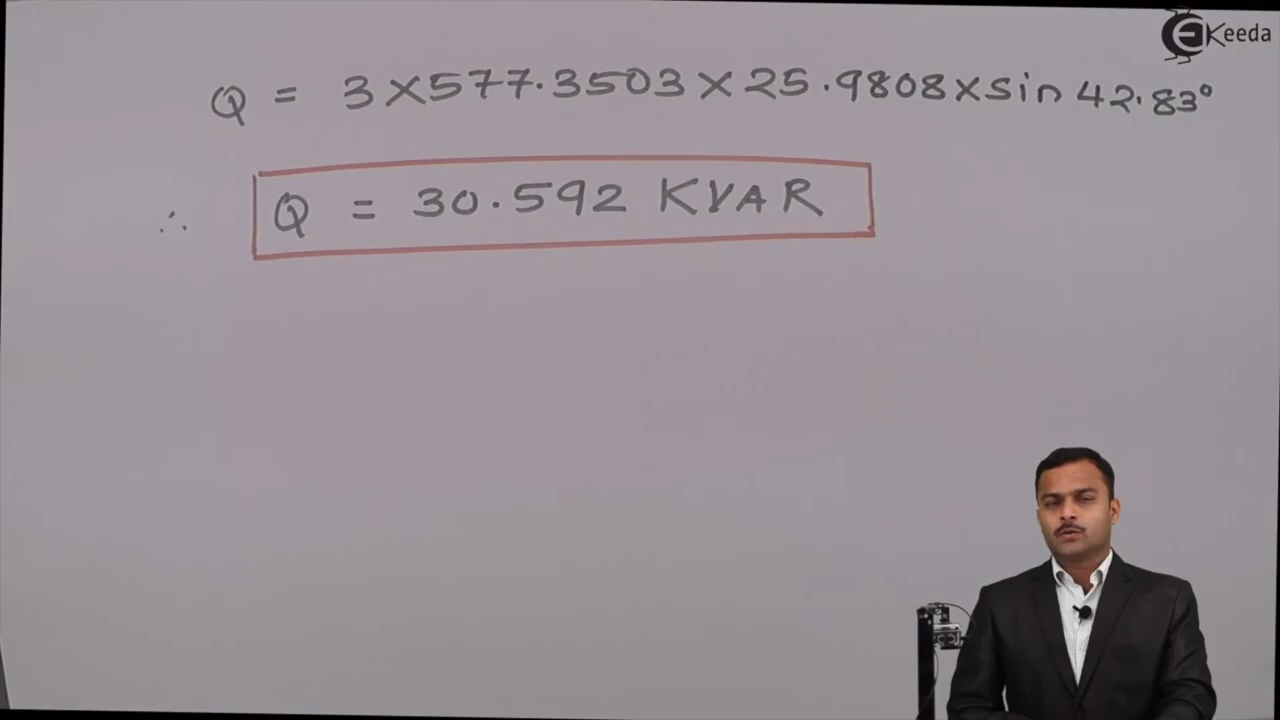 EKeeda
Q = 3×577.3503×25.9808×sin 42.83°
∴ Q = 30.592 KVAR